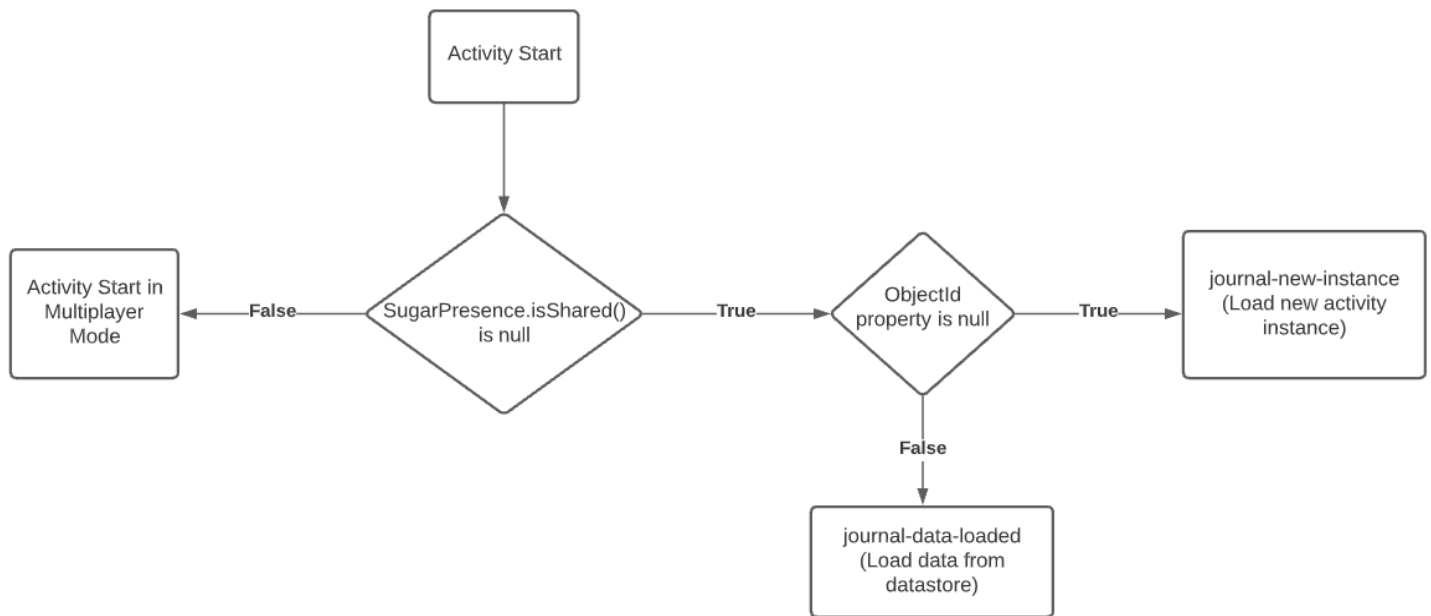 Activity Start
Activity Start in
Multiplayer
Mode
False
SugarPresence.isShared()
is null
True
ObjectId
property is null
True
journal-new-instance
(Load new activity
instance)
False
journal-data-loaded
(Load data from
datastore)